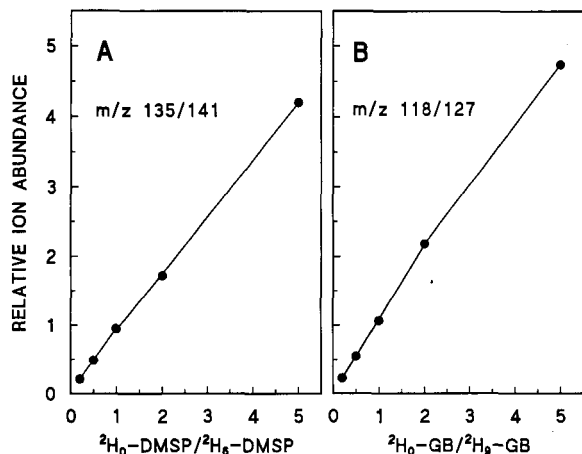 A
B
m/z 135/141
m/z 118/127
RELATIVE ION ABUNDANCE
5
4
3
2
1
0
0 1 2 3 4 5
0 1 2 3 4 5
²H₀-DMSP/²H₆-DMSP
²H₀-GB/²H₉-GB